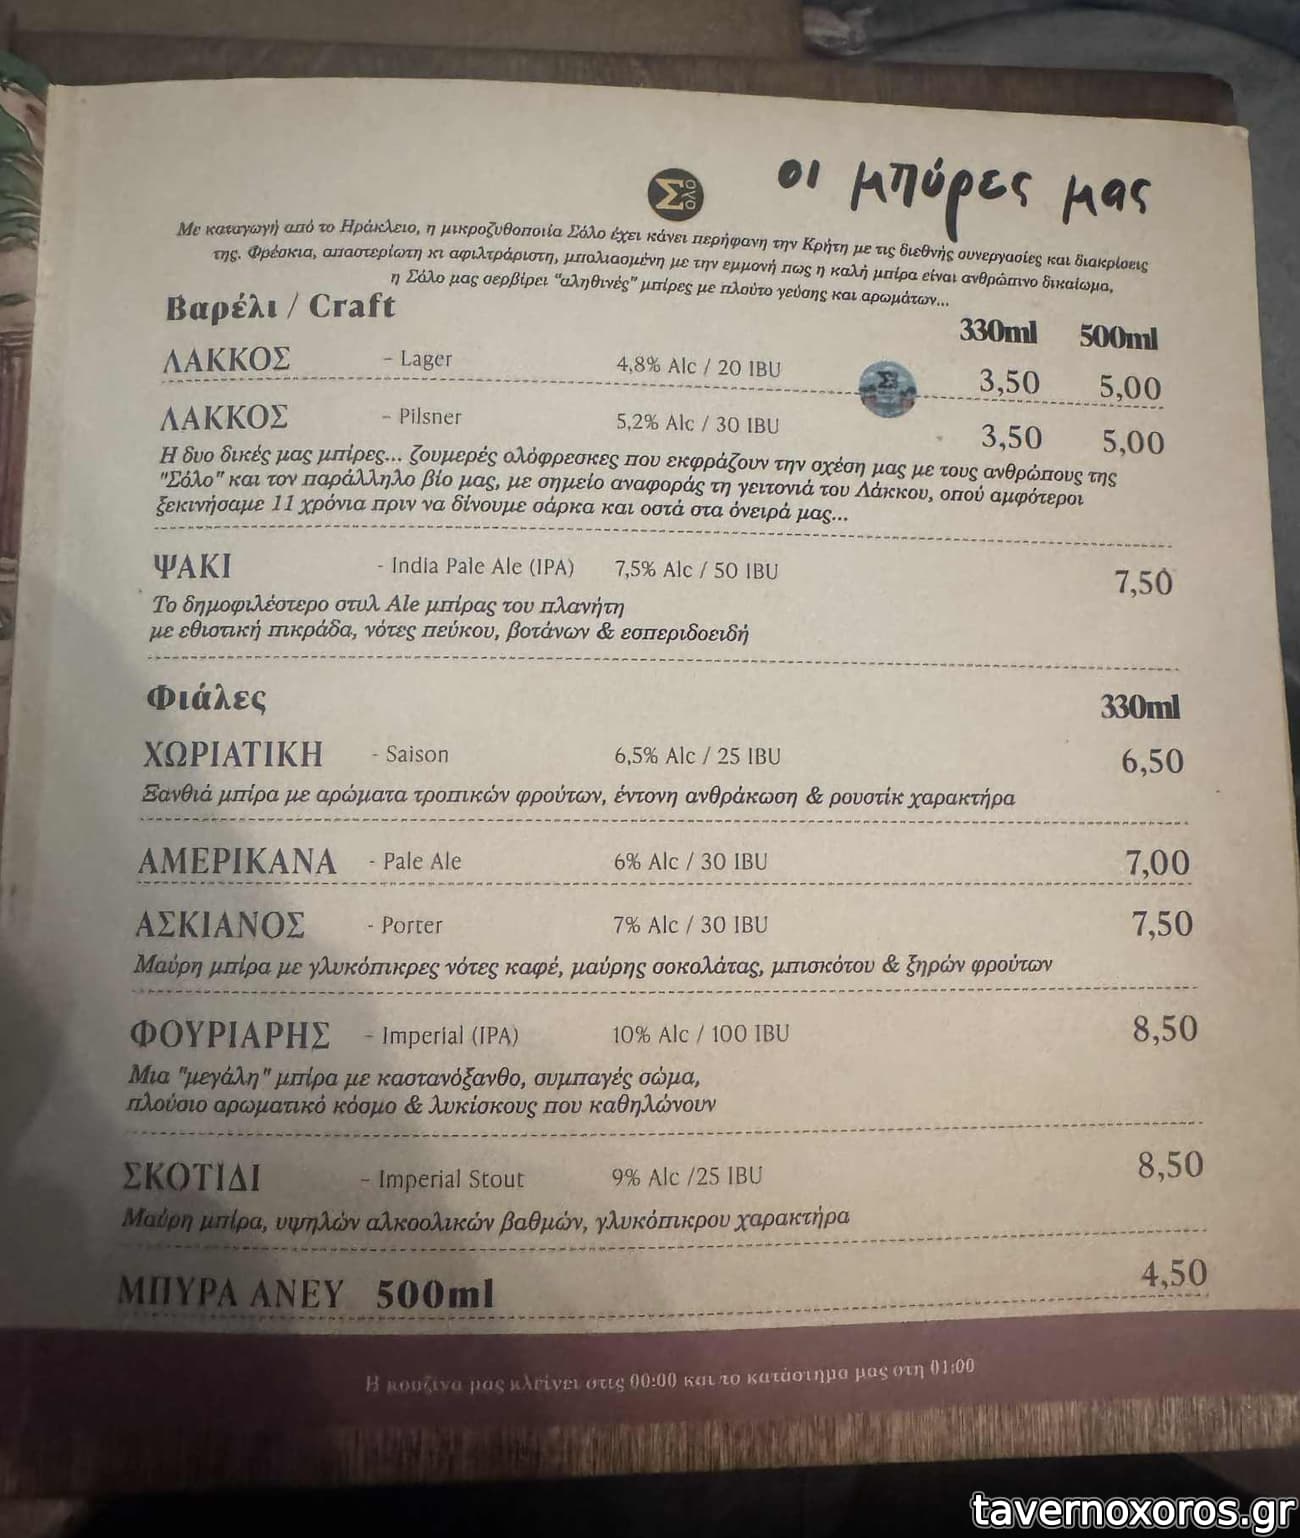 οι μπύρες μας
Σόλο
Με καταγωγή από το Ηράκλειο, η μικροζυθοποιία Σόλο έχει κάνει περήφανη την Κρήτη με τις διεθνής συνεργασίες και διακρίσεις
της. Φρέσκια, απαστερίωτη κι αφιλτράριστη, μπολιασμένη με την εμμονή πως η καλή μπίρα είναι ανθρώπινο δικαίωμα,
η Σόλο μας σερβίρει "αληθινές" μπίρες με πλούτο γεύσης και αρωμάτων...
Βαρέλι / Craft 330ml 500ml
ΛΑΚΚΟΣ - Lager 4,8% Alc / 20 IBU 3,50 5,00
ΛΑΚΚΟΣ - Pilsner 5,2% Alc / 30 IBU 3,50 5,00
Η δυο δικές μας μπίρες... ζουμερές ολόφρεσκες που εκφράζουν την σχέση μας με τους ανθρώπους της
"Σόλο" και τον παράλληλο βίο μας, με σημείο αναφοράς τη γειτονιά του Λάκκου, οπού αμφότεροι
ξεκινήσαμε 11 χρόνια πριν να δίνουμε σάρκα και οστά στα όνειρά μας...
ΨΑΚΙ - India Pale Ale (IPA) 7,5% Alc / 50 IBU 7,50
Το δημοφιλέστερο στυλ Ale μπίρας του πλανήτη
με εθιστική πικράδα, νότες πεύκου, βοτάνων & εσπεριδοειδή
Φιάλες 330ml
ΧΩΡΙΑΤΙΚΗ - Saison 6,5% Alc / 25 IBU 6,50
Ξανθιά μπίρα με αρώματα τροπικών φρούτων, έντονη ανθράκωση & ρουστίκ χαρακτήρα
ΑΜΕΡΙΚΑΝΑ - Pale Ale 6% Alc / 30 IBU 7,00
ΑΣΚΙΑΝΟΣ - Porter 7% Alc / 30 IBU 7,50
Μαύρη μπίρα με γλυκόπικρες νότες καφέ, μαύρης σοκολάτας, μπισκότου & ξηρών φρούτων
ΦΟΥΡΙΑΡΗΣ - Imperial (IPA) 10% Alc / 100 IBU 8,50
Μια "μεγάλη" μπίρα με καστανόξανθο, συμπαγές σώμα,
πλούσιο αρωματικό κόσμο & λυκίσκους που καθηλώνουν
ΣΚΟΤΙΔΙ - Imperial Stout 9% Alc /25 IBU 8,50
Μαύρη μπίρα, υψηλών αλκοολικών βαθμών, γλυκόπικρου χαρακτήρα
ΜΠΥΡΑ ΑΝΕΥ 500ml 4,50
Η κουζίνα μας κλείνει στις 00:00 και το κατάστημα μας στη 01:00
tavernoxoros.gr